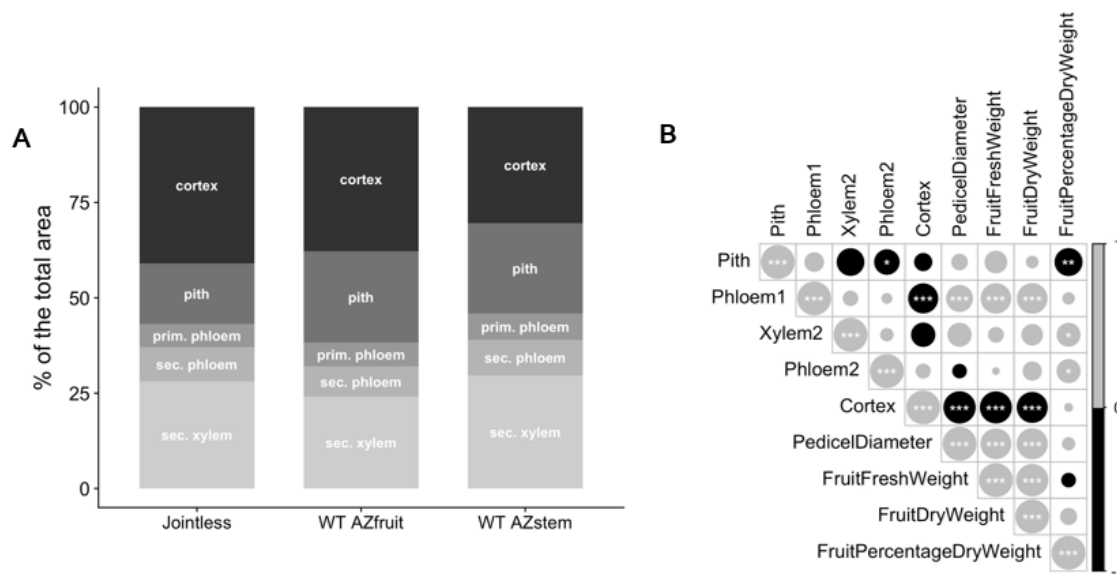 A
% of the total area
100
75
50
25
0
cortex
pith
prim. phloem
sec. phloem
sec. xylem
cortex
pith
prim. phloem
sec. phloem
sec. xylem
cortex
pith
prim. phloem
sec. phloem
sec. xylem
Jointless
WT AZfruit
WT AZstem
B
Pith
Phloem1
Xylem2
Phloem2
Cortex
PedicelDiameter
FruitFreshWeight
FruitDryWeight
FruitPercentageDryWeight
Pith *** * **
Phloem1 *** *** *** *** ***
Xylem2 *** *
Phloem2 *** *
Cortex *** *** *** ***
PedicelDiameter *** *** ***
FruitFreshWeight *** ***
FruitDryWeight ***
FruitPercentageDryWeight ***